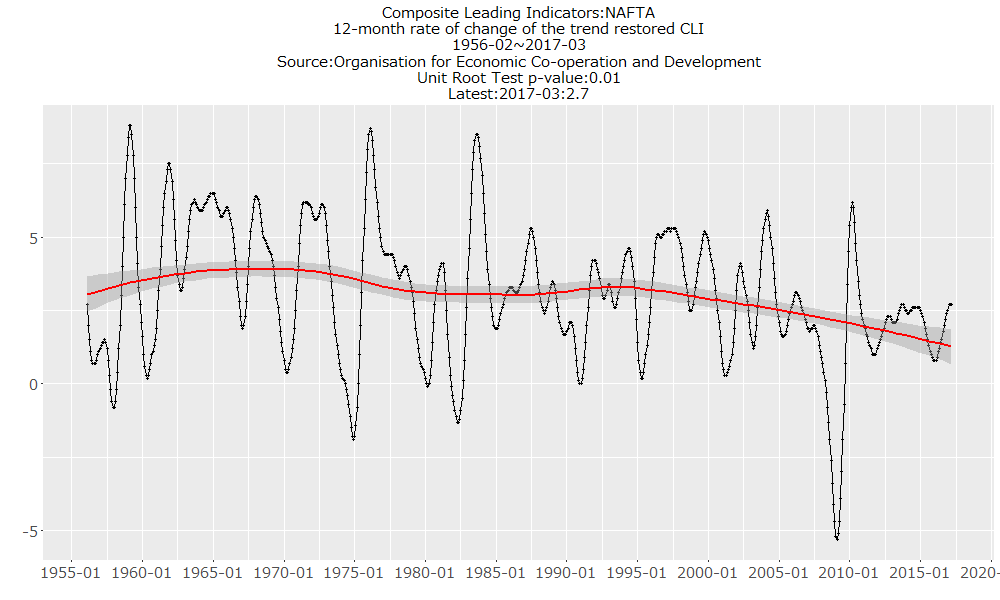 Composite Leading Indicators:NAFTA
12-month rate of change of the trend restored CLI
1956-02~2017-03
Source:Organisation for Economic Co-operation and Development
Unit Root Test p-value:0.01
Latest:2017-03:2.7
5
0
-5
1955-01 1960-01 1965-01 1970-01 1975-01 1980-01 1985-01 1990-01 1995-01 2000-01 2005-01 2010-01 2015-01 2020-